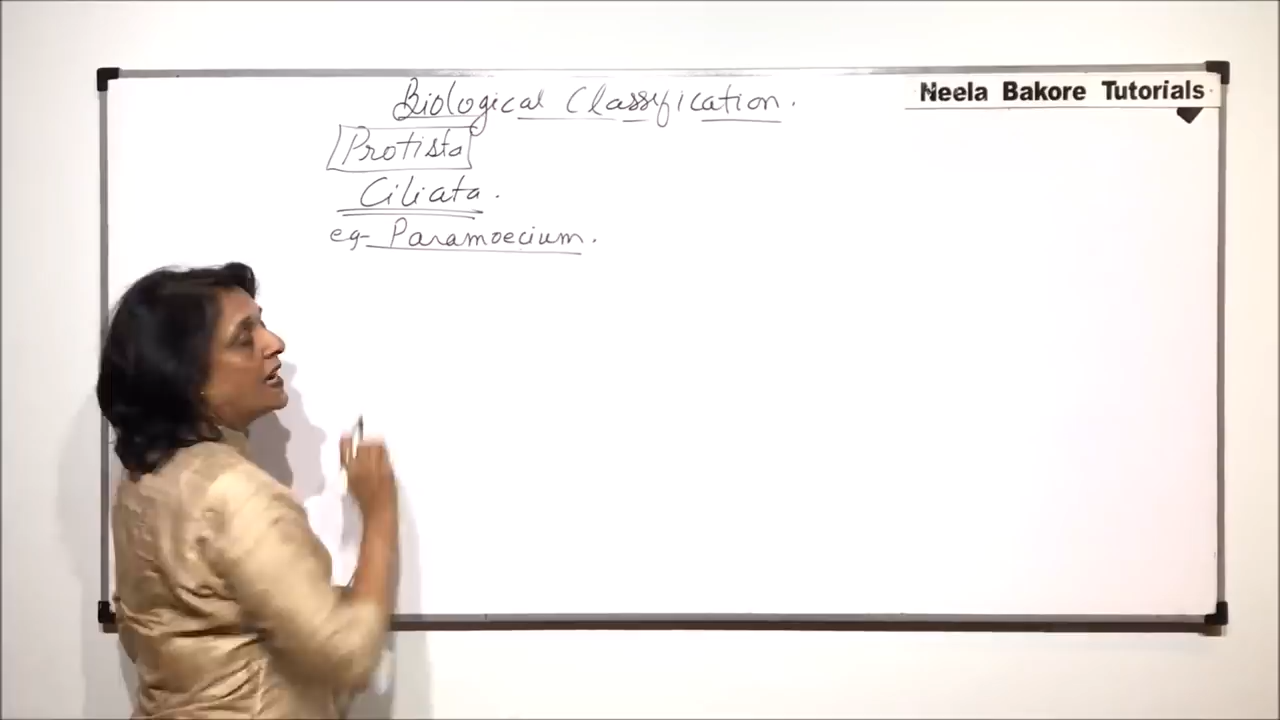 Biological Classification.
Neela Bakore Tutorials
Protista
Ciliata.
eg- Paramoecium.